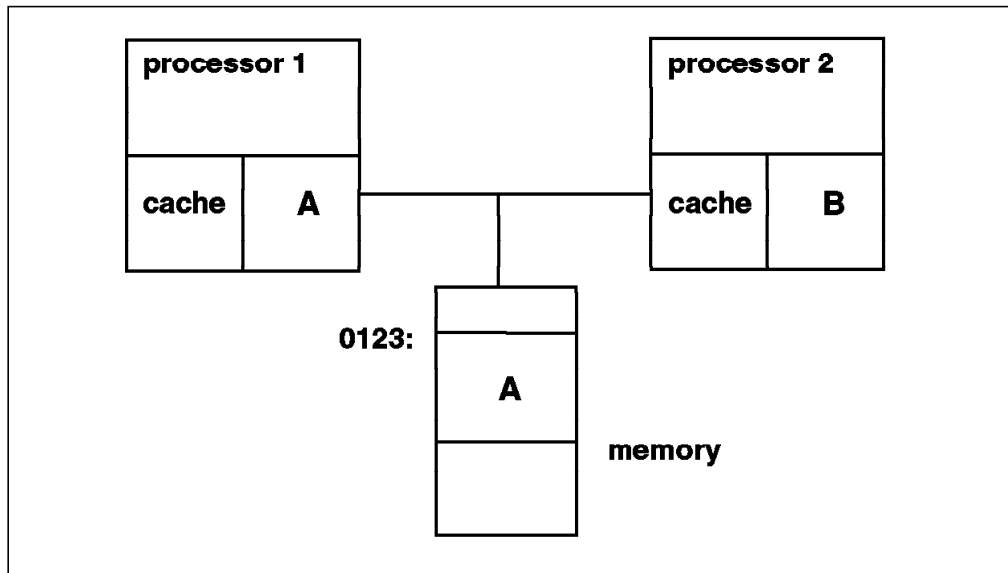 processor 1
processor 2
cache
A
cache
B
0123:
A
memory